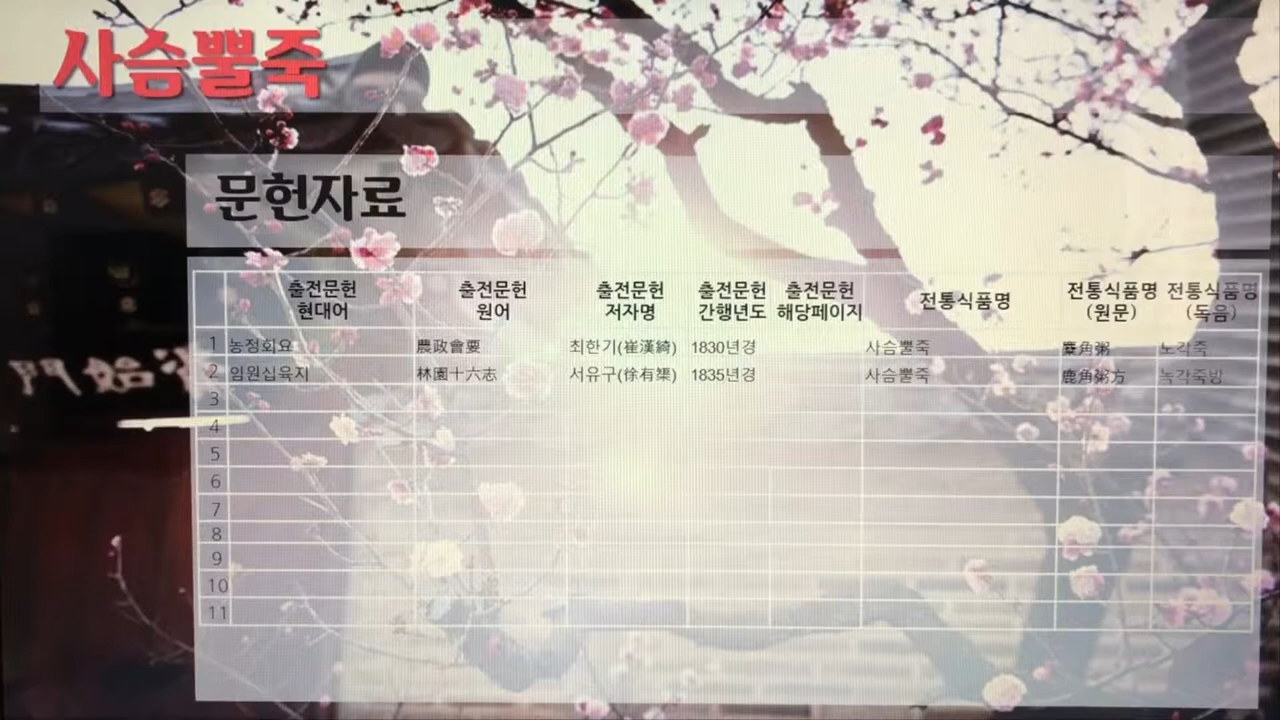 사슴뿔죽
문헌자료
출전문헌 현대어 출전문헌 원어 출전문헌 저자명 출전문헌 간행년도 출전문헌 해당페이지 전통식품명 전통식품명 (원문) 전통식품명 (독음)
1 농정회요 農政會要 최한기(崔漢綺) 1830년경 사슴뿔죽 角粥 노각죽
2 임원십육지 林園十六志 서유구(徐有榘) 1835년경 사슴뿔죽 鹿角粥方 녹각죽방
3
4
5
6
7
8
9
10
11